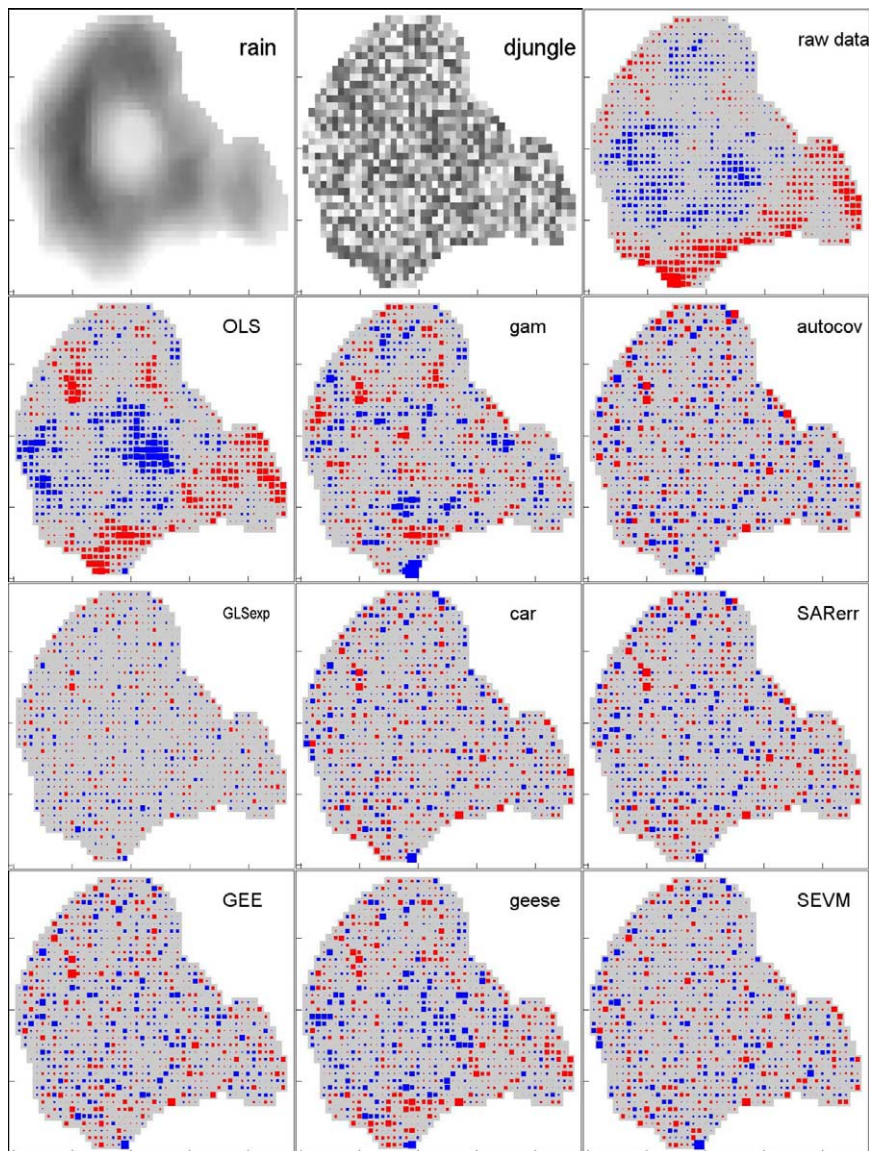 rain
djungle
raw data
OLS
gam
autocov
GLSexp
car
SARerr
GEE
geese
SEVM